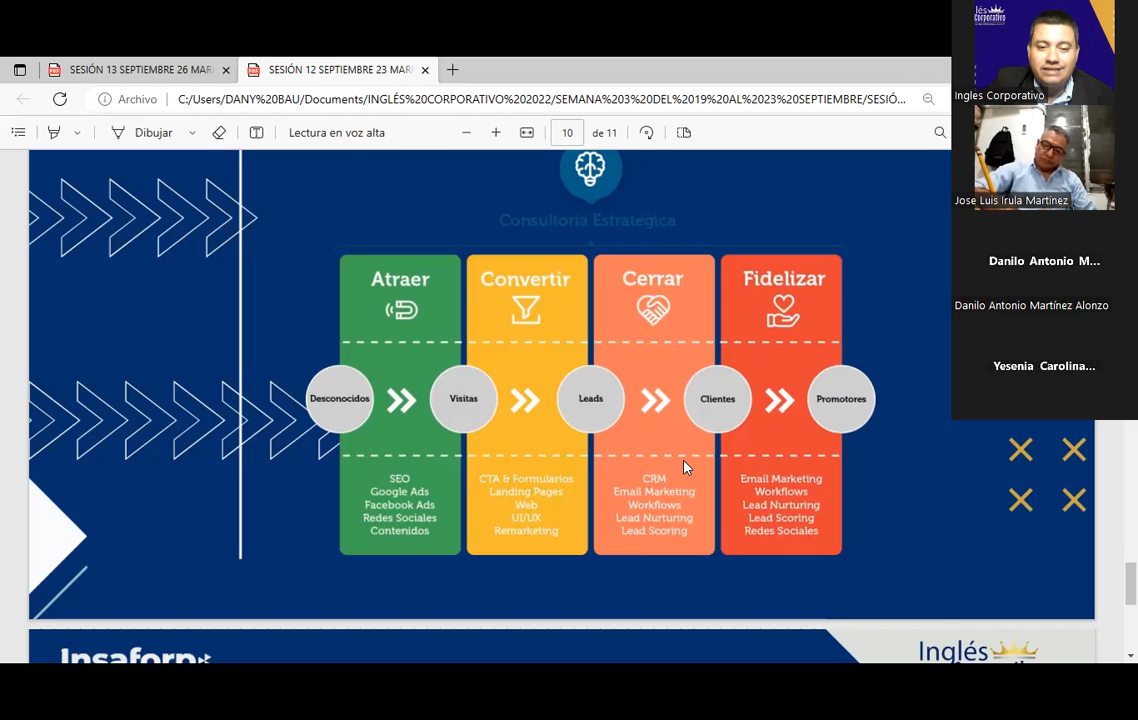 SESIÓN 13 SEPTIEMBRE 26 MAR
SESIÓN 12 SEPTIEMBRE 23 MAR
Archivo
C:/Users/DANY%20BAU/Documents/INGLÉS%20CORPORATIVO%202022/SEMANA%203%20DEL%2019%20AL%2023%20SEPTIEMBRE/SESIÓ...
Dibujar
Lectura en voz alta
10
de 11
Consultoria Estrategica
Atraer
Convertir
Cerrar
Fidelizar
Desconocidos
Visitas
Leads
Clientes
Promotores
SEO
Google Ads
Facebook Ads
Redes Sociales
Contenidos
CTA & Formularios
Landing Pages
Web
UI/UX
Remarketing
CRM
Email Marketing
Workflows
Lead Nurturing
Lead Scoring
Email Marketing
Workflows
Lead Nurturing
Lead Scoring
Redes Sociales
Insaforp
Inglés
lés
Corporativo
Ingles Corporativo
Jose Luis Irula Martinez
Danilo Antonio M...
Danilo Antonio Martínez Alonzo
Yesenia Carolina...